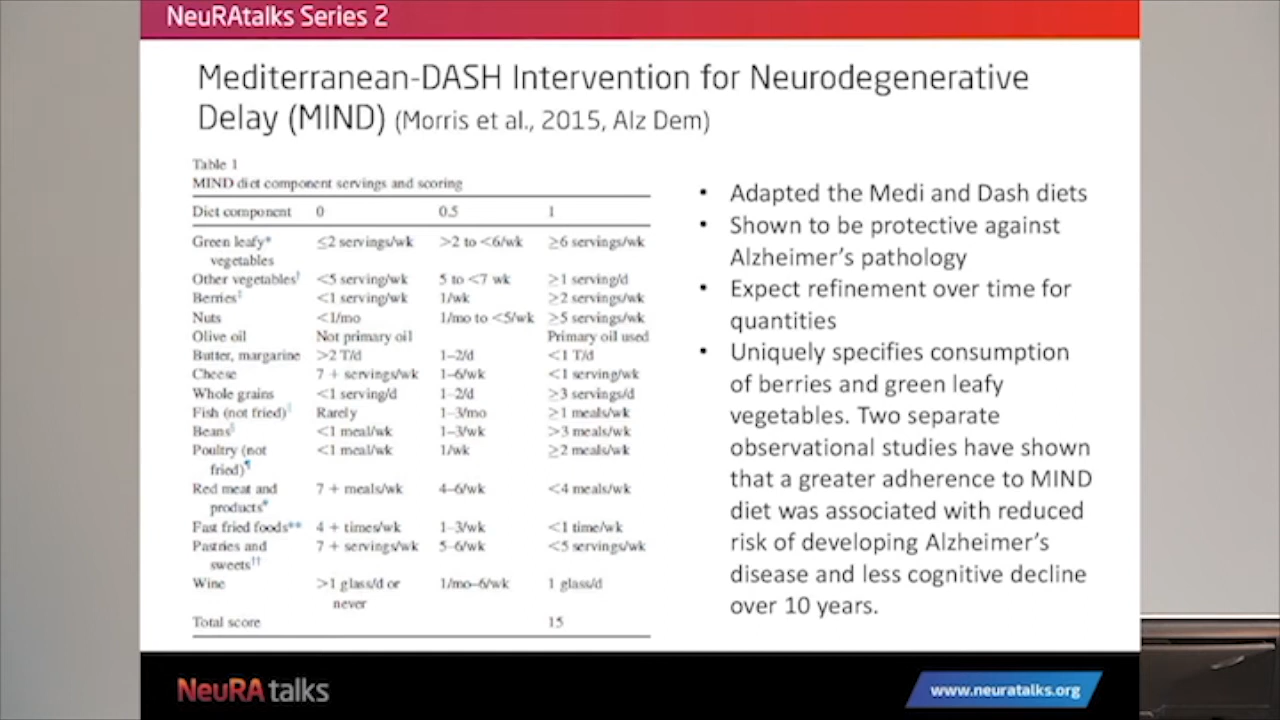 NeuRAtalks Series 2
Mediterranean-DASH Intervention for Neurodegenerative
Delay (MIND) (Morris et al., 2015, Alz Dem)
Table 1
MIND diet component servings and scoring
Diet component 0 0.5 1
Green leafy* ≤2 servings/wk >2 to <6/wk ≥6 servings/wk
vegetables
Other vegetables† <5 serving/wk 5 to <7 wk ≥1 serving/d
Berries‡ <1 serving/wk 1/wk ≥2 servings/wk
Nuts <1/mo 1/mo to <5/wk ≥5 servings/wk
Olive oil Not primary oil Primary oil used
Butter, margarine >2 T/d 1–2/d <1 T/d
Cheese 7 + servings/wk 1–6/wk <1 serving/wk
Whole grains <1 serving/d 1–2/d ≥3 servings/d
Fish (not fried) Rarely 1–3/mo ≥1 meals/wk
Beans <1 meal/wk 1–3/wk >3 meals/wk
Poultry (not <1 meal/wk 1/wk ≥2 meals/wk
fried)¶
Red meat and 7 + meals/wk 4–6/wk <4 meals/wk
products#
Fast fried foods** 4 + times/wk 1–3/wk <1 time/wk
Pastries and 7 + servings/wk 5–6/wk <5 servings/wk
sweets††
Wine >1 glass/d or 1/mo–6/wk 1 glass/d
never
Total score 15
• Adapted the Medi and Dash diets
• Shown to be protective against
Alzheimer's pathology
• Expect refinement over time for
quantities
• Uniquely specifies consumption
of berries and green leafy
vegetables. Two separate
observational studies have shown
that a greater adherence to MIND
diet was associated with reduced
risk of developing Alzheimer's
disease and less cognitive decline
over 10 years.
NeuRA talks
www.neuratalks.org